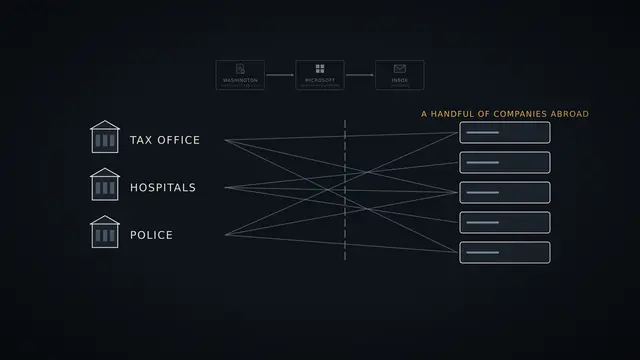 WASHINGTON
MICROSOFT
INBOX
A HANDFUL OF COMPANIES ABROAD
TAX OFFICE
HOSPITALS
POLICE